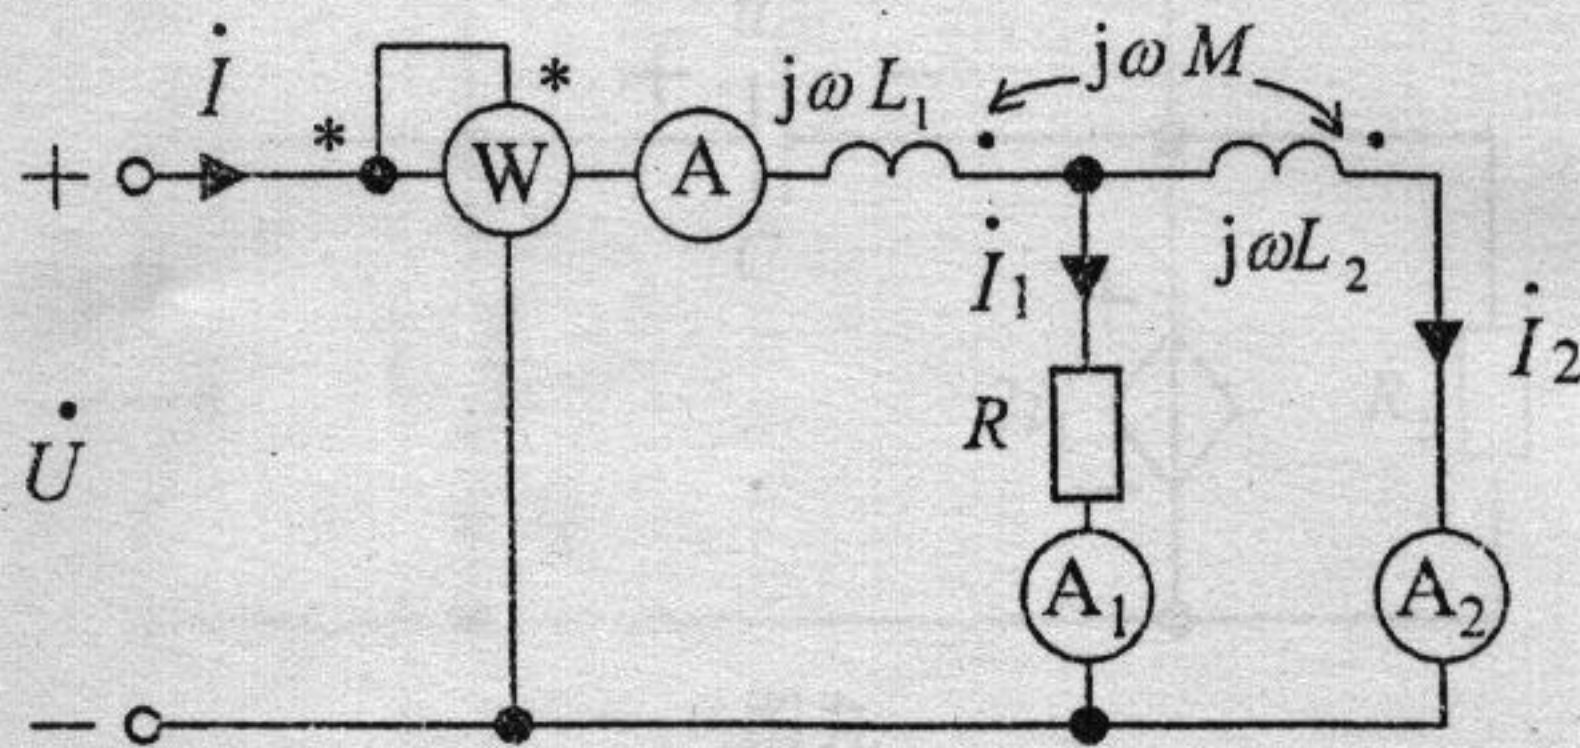 İ
jωL₁
jωM
*
*
+
W
A
İ₁
jωL₂
İ₂
U̇
R
A₁
A₂
−